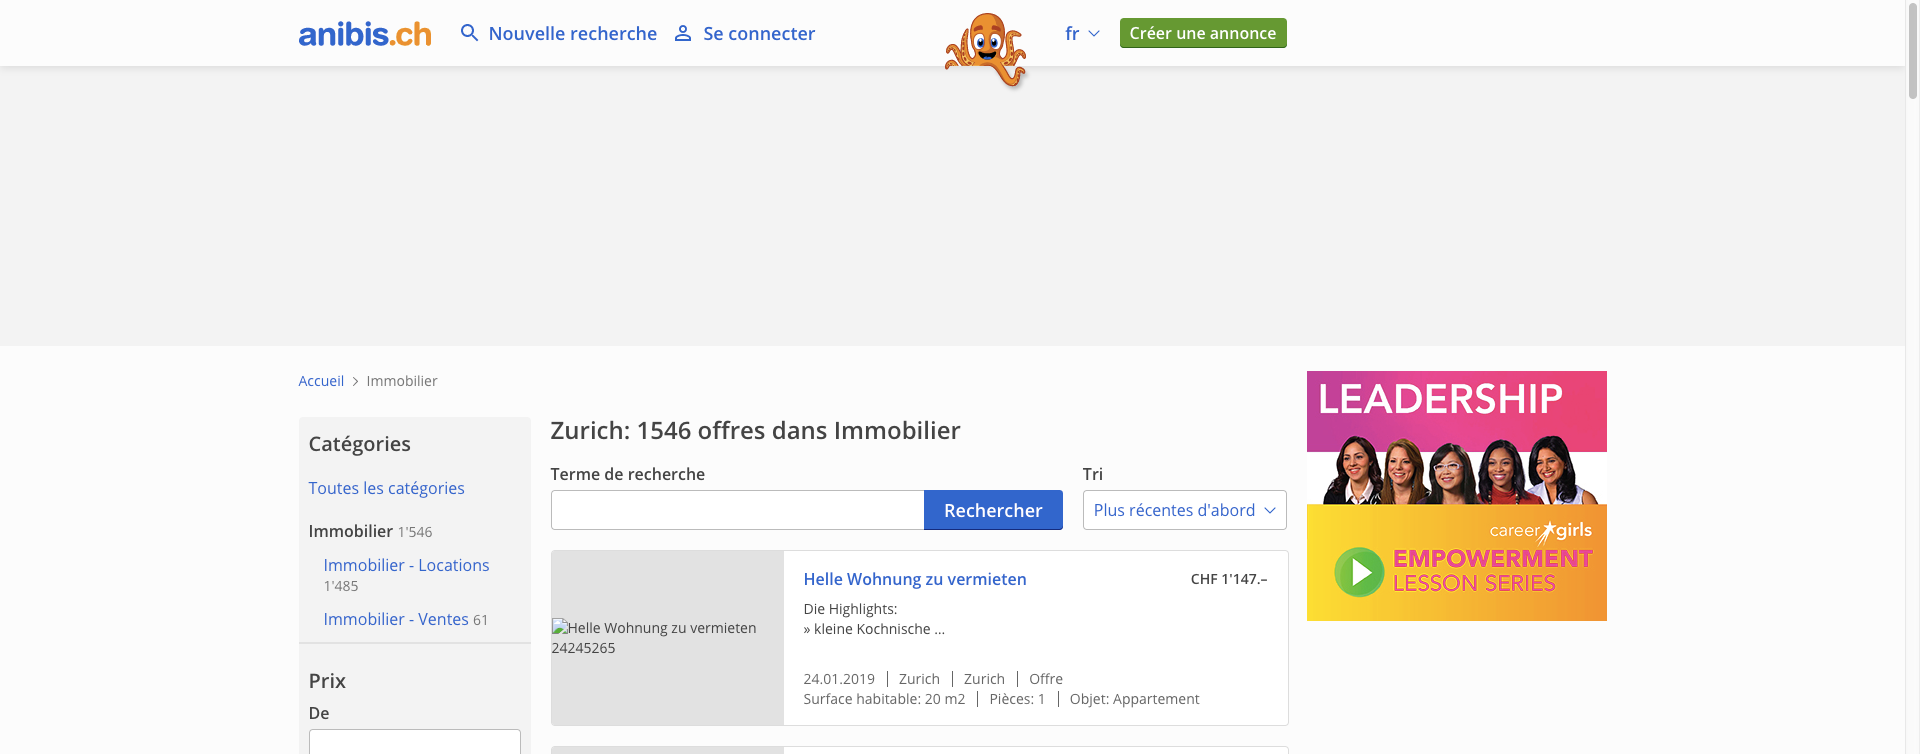 anibis.ch
Nouvelle recherche
Se connecter
fr
Créer une annonce
Accueil > Immobilier
Catégories
Toutes les catégories
Immobilier 1'546
Immobilier - Locations
1'485
Immobilier - Ventes 61
Prix
De
Zurich: 1546 offres dans Immobilier
Terme de recherche
Rechercher
Tri
Plus récentes d'abord
Helle Wohnung zu vermieten
24245265
Helle Wohnung zu vermieten
CHF 1'147.–
Die Highlights:
» kleine Kochnische ...
24.01.2019 | Zurich | Zurich | Offre
Surface habitable: 20 m2 | Pièces: 1 | Objet: Appartement
LEADERSHIP
career girls
EMPOWERMENT
LESSON SERIES